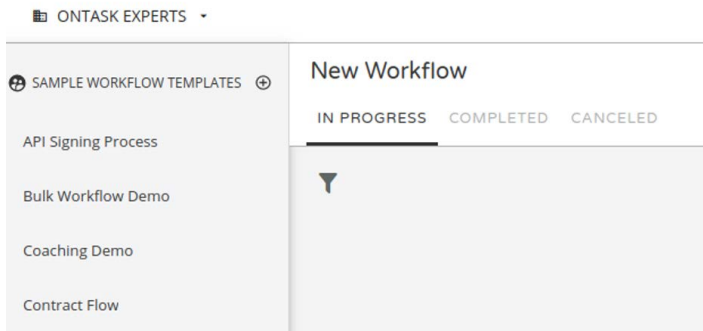 ONTASK EXPERTS
SAMPLE WORKFLOW TEMPLATES
API Signing Process
Bulk Workflow Demo
Coaching Demo
Contract Flow
New Workflow
IN PROGRESS COMPLETED CANCELED